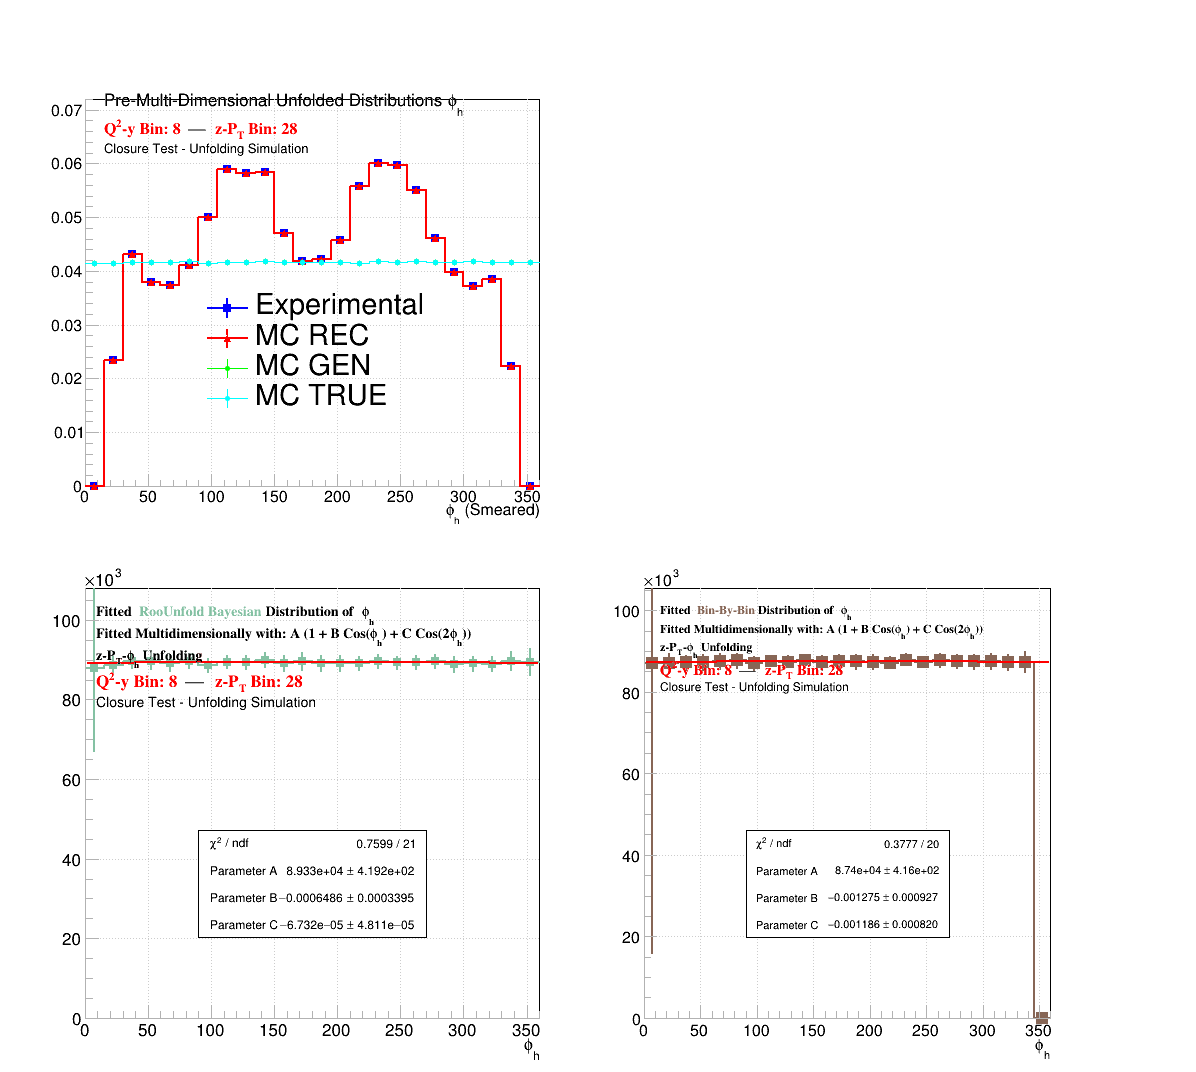 Pre-Multi-Dimensional Unfolded Distributions ϕh
Q²-y Bin: 8 — z-PT Bin: 28
Closure Test - Unfolding Simulation
0.07
0.06
0.05
0.04
0.03
0.02
0.01
0
Experimental
MC REC
MC GEN
MC TRUE
0 50 100 150 200 250 300 350
ϕh (Smeared)
×10³
Fitted RooUnfold Bayesian Distribution of ϕh
Fitted Multidimensionally with: A (1 + B Cos(ϕh) + C Cos(2ϕh))
z-PT-ϕh Unfolding
Q²-y Bin: 8 — z-PT Bin: 28
Closure Test - Unfolding Simulation
100
80
60
40
20
0
χ² / ndf 0.7599 / 21
Parameter A 8.933e+04 ± 4.192e+02
Parameter B −0.0006486 ± 0.0003395
Parameter C −6.732e−05 ± 4.811e−05
0 50 100 150 200 250 300 350
ϕh
×10³
Fitted Bin-By-Bin Distribution of ϕh
Fitted Multidimensionally with: A (1 + B Cos(ϕh) + C Cos(2ϕh))
z-PT-ϕh Unfolding
Q²-y Bin: 8 — z-PT Bin: 28
Closure Test - Unfolding Simulation
100
80
60
40
20
0
χ² / ndf 0.3777 / 20
Parameter A 8.74e+04 ± 4.16e+02
Parameter B −0.001275 ± 0.000927
Parameter C −0.001186 ± 0.000820
0 50 100 150 200 250 300 350
ϕh